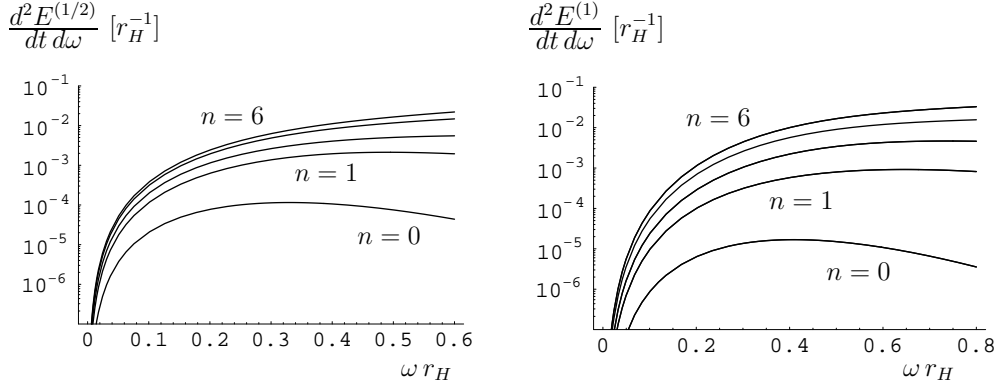 d²E^(1/2)/dt dω [r_H^−1]
10^−1
10^−2
10^−3
10^−4
10^−5
10^−6
n = 6
n = 1
n = 0
0 0.1 0.2 0.3 0.4 0.5 0.6
ω r_H
d²E^(1)/dt dω [r_H^−1]
10^−1
10^−2
10^−3
10^−4
10^−5
10^−6
n = 6
n = 1
n = 0
0 0.2 0.4 0.6 0.8
ω r_H